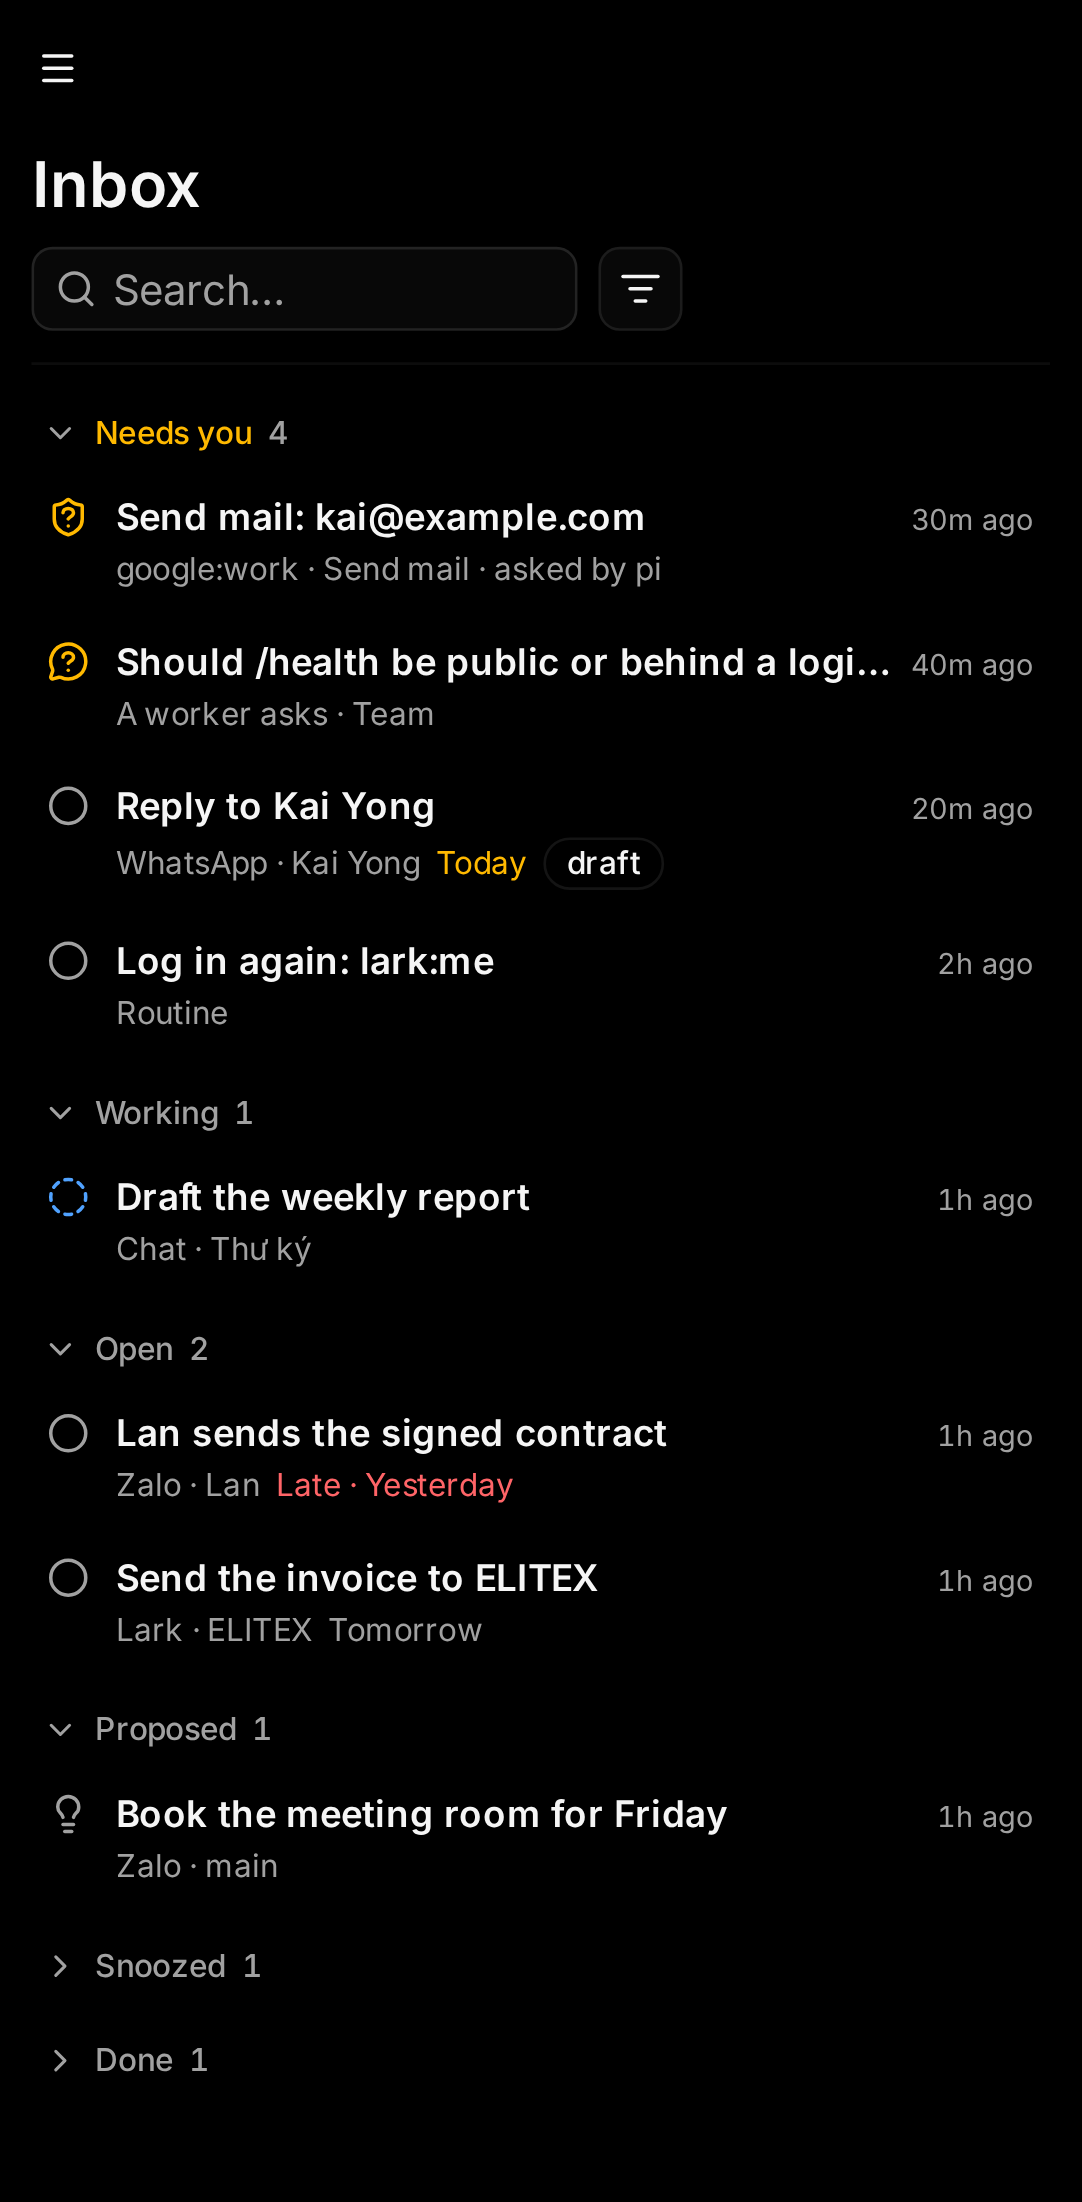 Inbox
Search...
Needs you 4
Send mail: kai@example.com 30m ago
google:work · Send mail · asked by pi
Should /health be public or behind a logi... 40m ago
A worker asks · Team
Reply to Kai Yong 20m ago
WhatsApp · Kai Yong Today draft
Log in again: lark:me 2h ago
Routine
Working 1
Draft the weekly report 1h ago
Chat · Thư ký
Open 2
Lan sends the signed contract 1h ago
Zalo · Lan Late · Yesterday
Send the invoice to ELITEX 1h ago
Lark · ELITEX Tomorrow
Proposed 1
Book the meeting room for Friday 1h ago
Zalo · main
Snoozed 1
Done 1